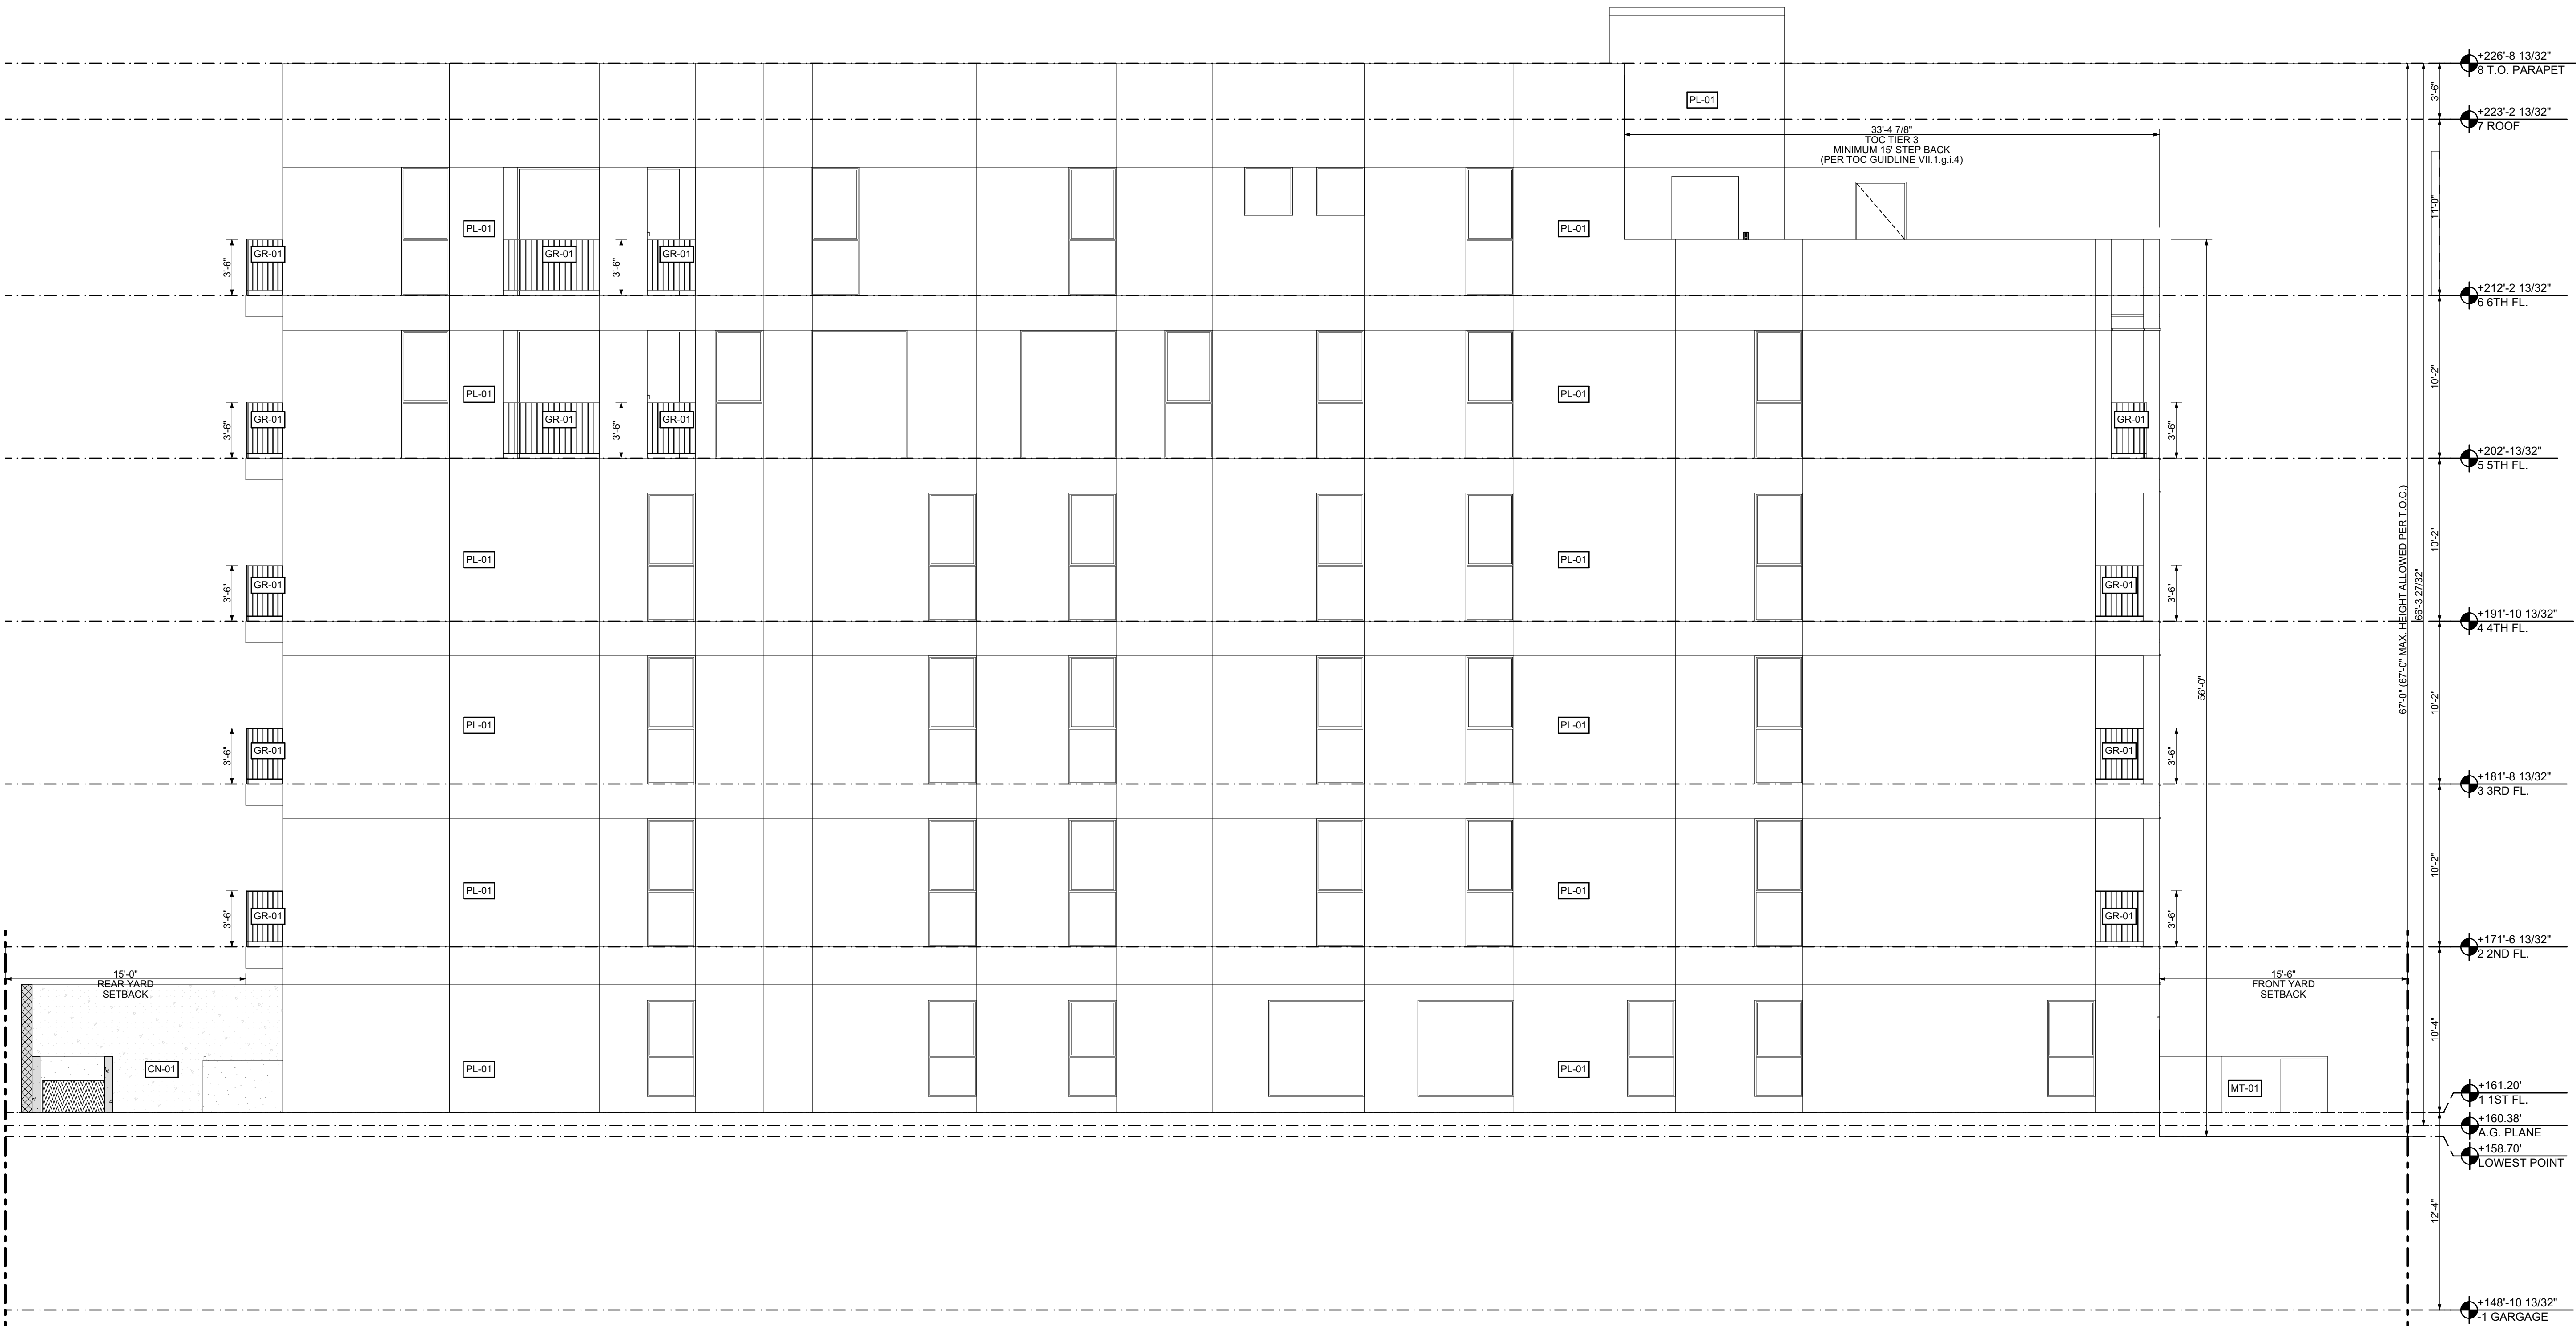 +226'-8 13/32"
8 T.O. PARAPET
3'-6"
PL-01
+223'-2 13/32"
7 ROOF
33'-4 7/8"
TOC TIER 3
MINIMUM 15' STEP BACK
(PER TOC GUIDLINE VII.1.g.i.4)
11'-0"
PL-01
PL-01
3'-6"
GR-01
GR-01
3'-6"
GR-01
+212'-2 13/32"
6 6TH FL.
10'-2"
PL-01
PL-01
3'-6"
GR-01
GR-01
3'-6"
GR-01
GR-01
3'-6"
+202'-13/32"
5 5TH FL.
67'-0" (67'-0" MAX. HEIGHT ALLOWED PER T.O.C.)
66'-3 27/32"
10'-2"
PL-01
PL-01
3'-6"
GR-01
GR-01
3'-6"
+191'-10 13/32"
4 4TH FL.
56'-0"
10'-2"
PL-01
PL-01
3'-6"
GR-01
GR-01
3'-6"
+181'-8 13/32"
3 3RD FL.
10'-2"
PL-01
PL-01
3'-6"
GR-01
GR-01
3'-6"
+171'-6 13/32"
2 2ND FL.
15'-0"
REAR YARD
SETBACK
15'-6"
FRONT YARD
SETBACK
10'-4"
CN-01
PL-01
PL-01
MT-01
+161.20'
1 1ST FL.
+160.38'
A.G. PLANE
+158.70'
LOWEST POINT
12'-4"
+148'-10 13/32"
-1 GARGAGE